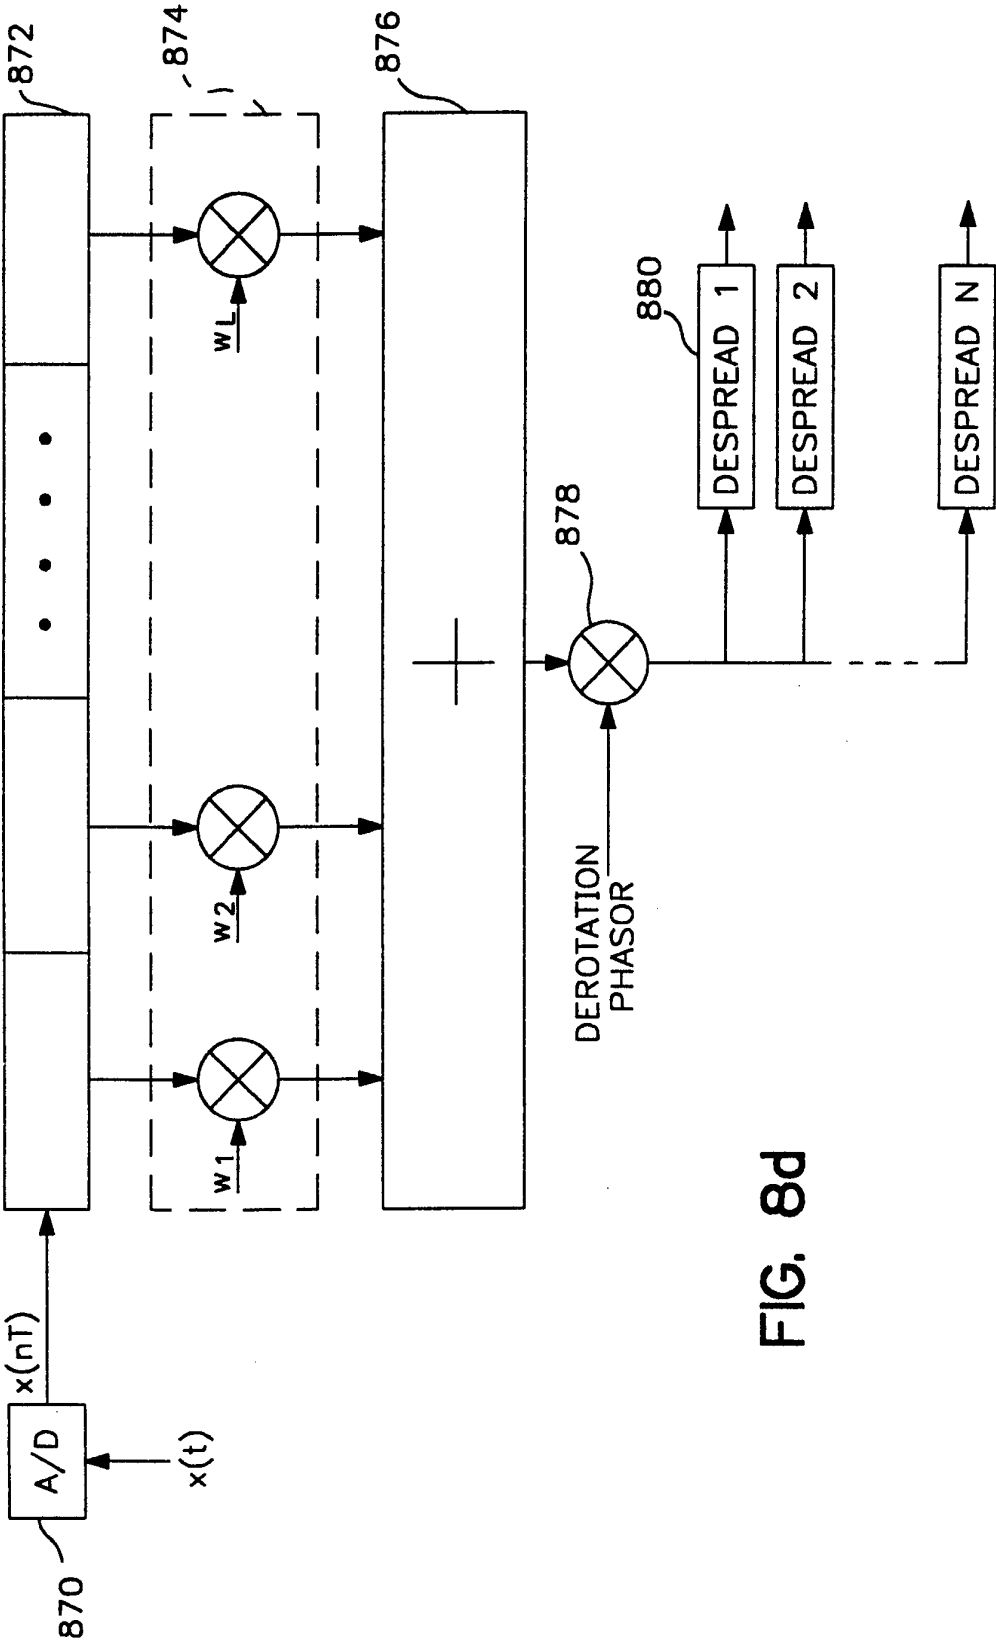 870
A/D
x(t)
x(nT)
872
874
W1
W2
WL
876
DEROTATION
PHASOR
878
880
DESPREAD 1
DESPREAD 2
DESPREAD N
FIG. 8d